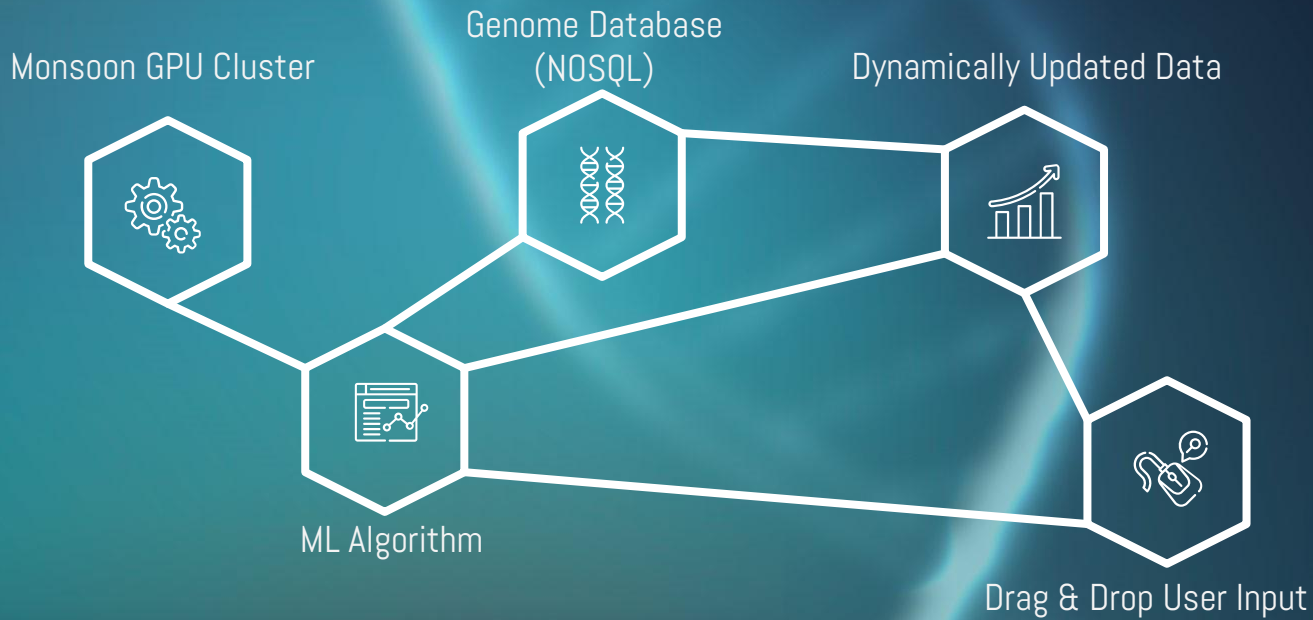 Monsoon GPU Cluster
Genome Database
(NOSQL)
Dynamically Updated Data
ML Algorithm
Drag & Drop User Input